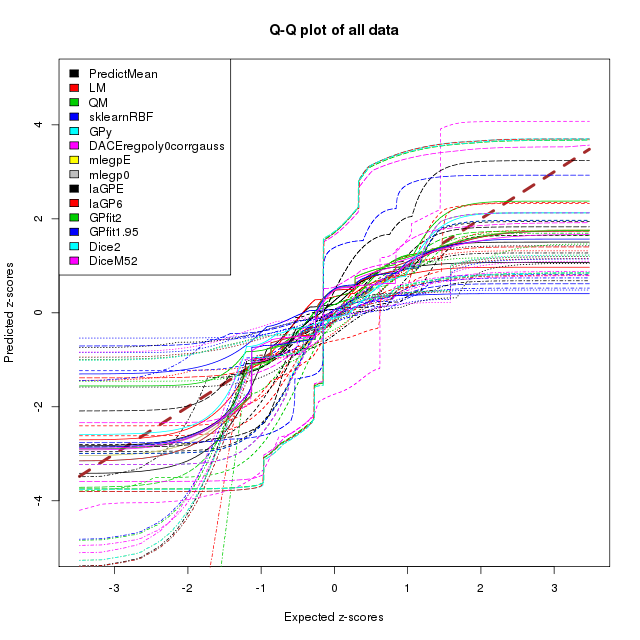 Q-Q plot of all data
PredictMean
LM
QM
sklearnRBF
GPy
DACEregpoly0corrgauss
mlegpE
mlegp0
laGPE
laGP6
GPfit2
GPfit1.95
Dice2
DiceM52
4
2
0
-2
-4
Predicted z-scores
-3 -2 -1 0 1 2 3
Expected z-scores